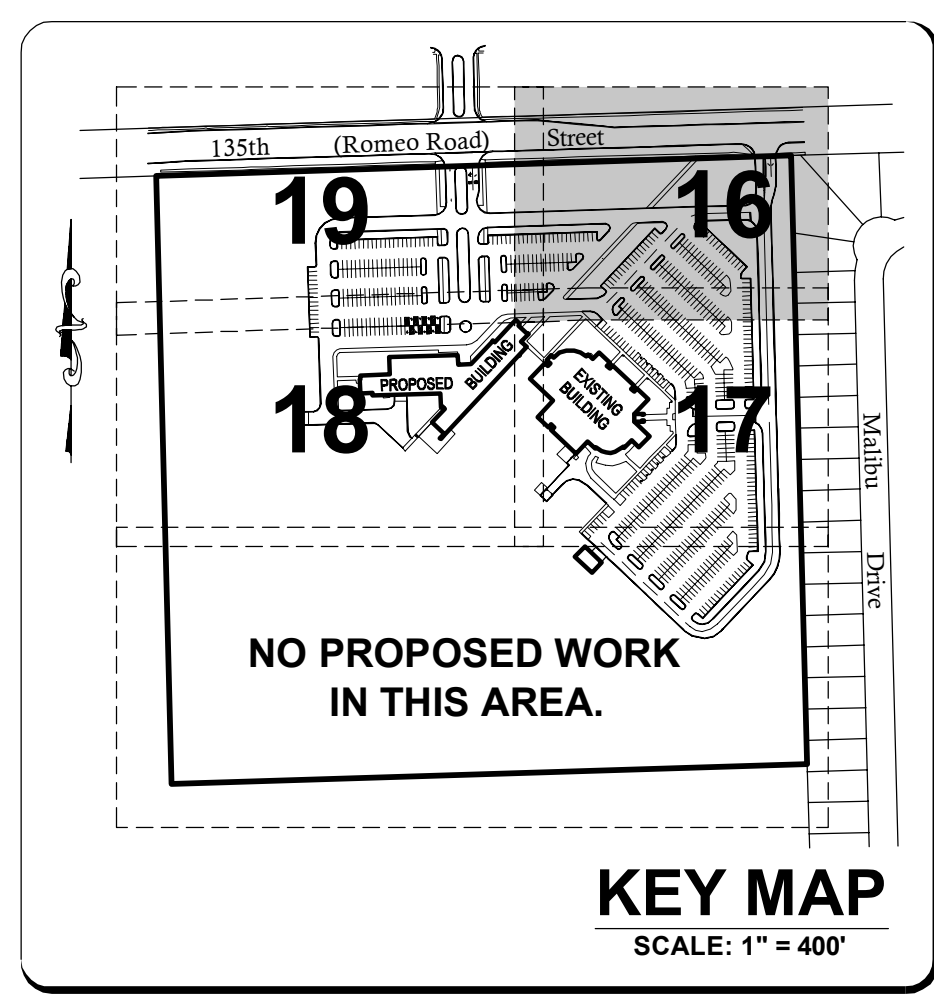 135th (Romeo Road) Street
19
16
PROPOSED BUILDING
EXISTING
BUILDING
18
17
Malibu Drive
NO PROPOSED WORK
IN THIS AREA.
KEY MAP
SCALE: 1" = 400'